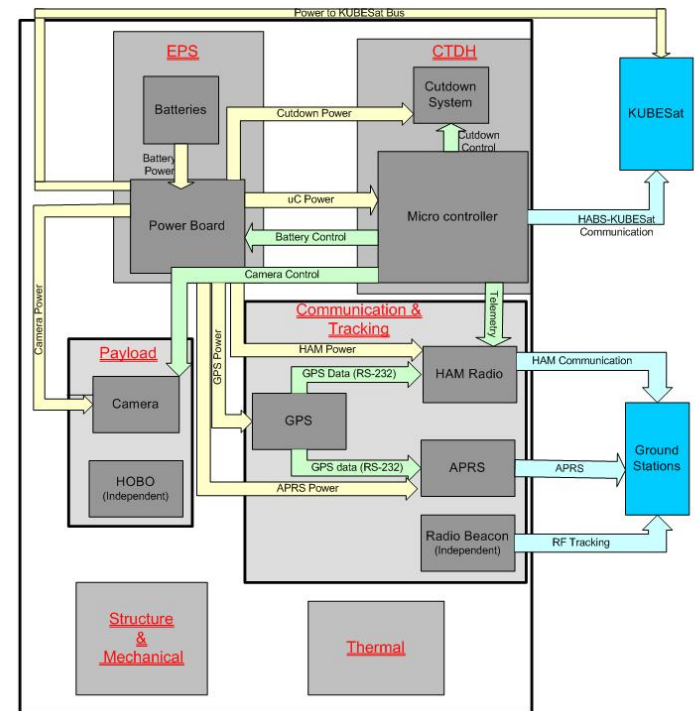 Power to KUBESat Bus
EPS
CTDH
Batteries
Cutdown
System
KUBESat
Cutdown Power
Cutdown
Control
Battery
Power
uC Power
Power Board
Micro controller
HABS-KUBESat
Communication
Battery Control
Camera Control
Camera Power
GPS Power
Telemetry
Communication &
Tracking
HAM Power
Payload
HAM Communication
GPS Data (RS-232)
HAM Radio
Camera
GPS
Ground
Stations
GPS data (RS-232)
APRS
APRS
APRS Power
HOBO
(Independent)
Radio Beacon
(Independent)
RF Tracking
Structure
&
Mechanical
Thermal